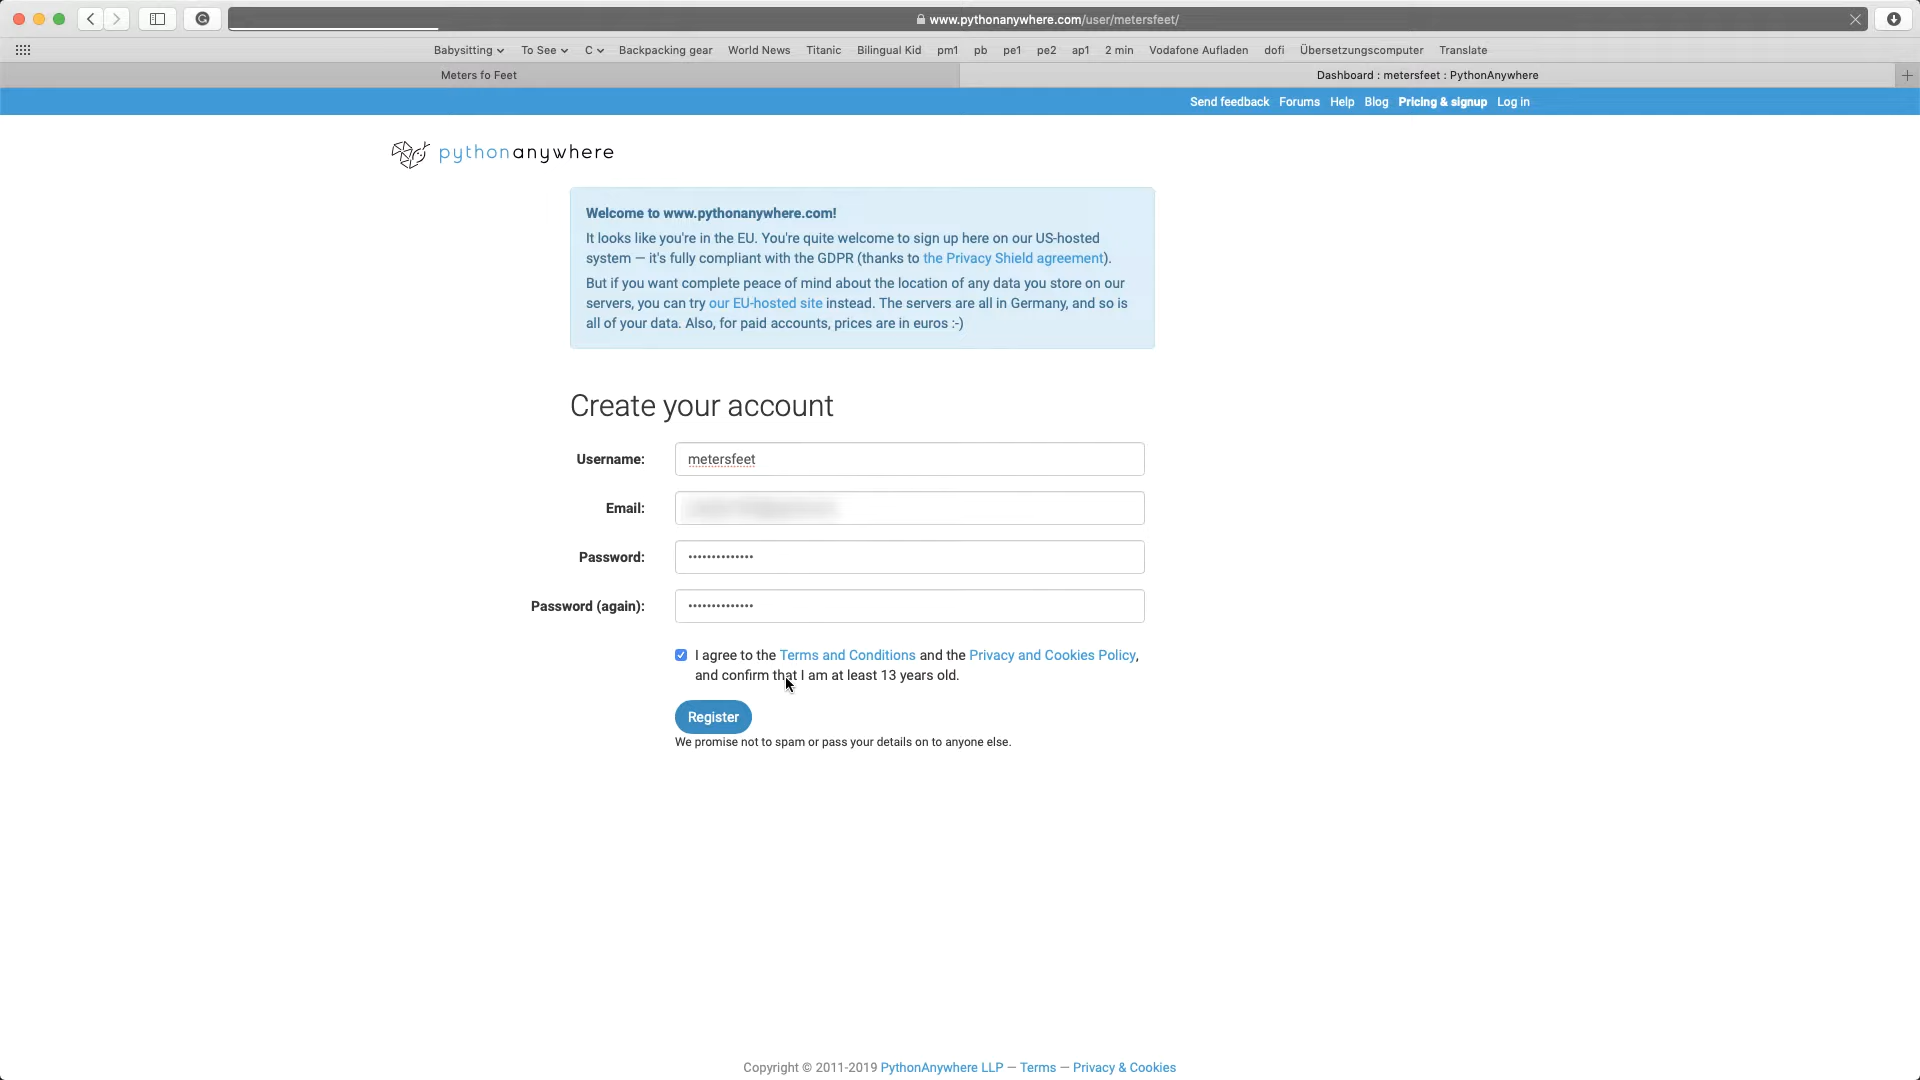 www.pythonanywhere.com/user/metersfeet/
Babysitting To See C Backpacking gear World News Titanic Bilingual Kid pm1 pb pe1 pe2 ap1 2 min Vodafone Aufladen dofi Übersetzungscomputer Translate
Meters fo Feet Dashboard : metersfeet : PythonAnywhere
Send feedback Forums Help Blog Pricing & signup Log in
pythonanywhere
Welcome to www.pythonanywhere.com!
It looks like you're in the EU. You're quite welcome to sign up here on our US-hosted
system — it's fully compliant with the GDPR (thanks to the Privacy Shield agreement).
But if you want complete peace of mind about the location of any data you store on our
servers, you can try our EU-hosted site instead. The servers are all in Germany, and so is
all of your data. Also, for paid accounts, prices are in euros :-)
Create your account
Username: metersfeet
Email:
Password: ••••••••••••••
Password (again): ••••••••••••••
I agree to the Terms and Conditions and the Privacy and Cookies Policy,
and confirm that I am at least 13 years old.
Register
We promise not to spam or pass your details on to anyone else.
Copyright © 2011-2019 PythonAnywhere LLP — Terms — Privacy & Cookies